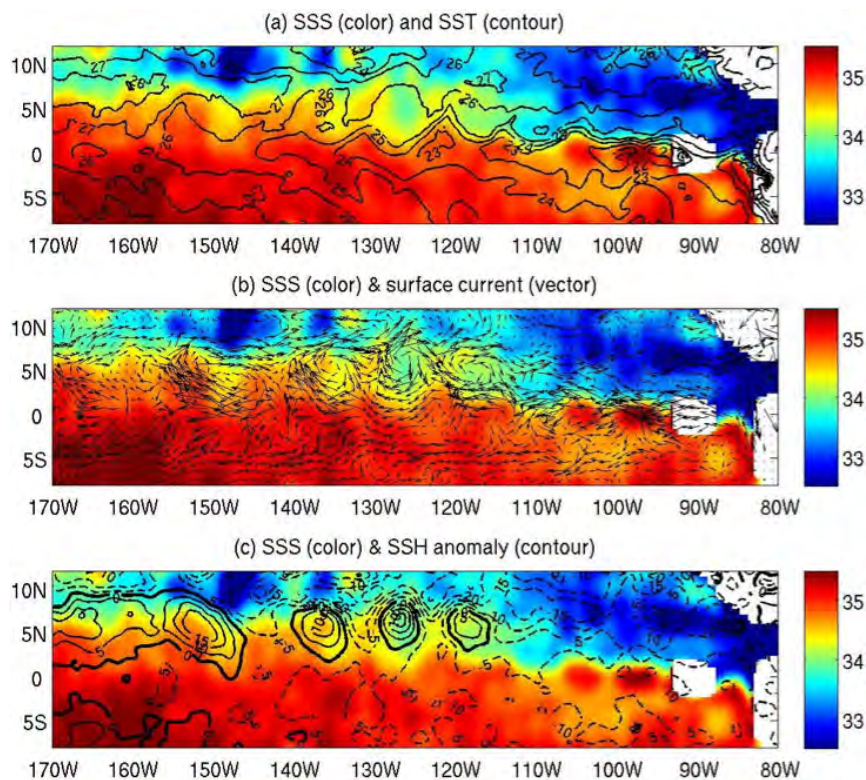 (a) SSS (color) and SST (contour)
10N
5N
0
5S
170W 160W 150W 140W 130W 120W 110W 100W 90W 80W
35
34
33
(b) SSS (color) & surface current (vector)
10N
5N
0
5S
170W 160W 150W 140W 130W 120W 110W 100W 90W 80W
35
34
33
(c) SSS (color) & SSH anomaly (contour)
10N
5N
0
5S
170W 160W 150W 140W 130W 120W 110W 100W 90W 80W
35
34
33